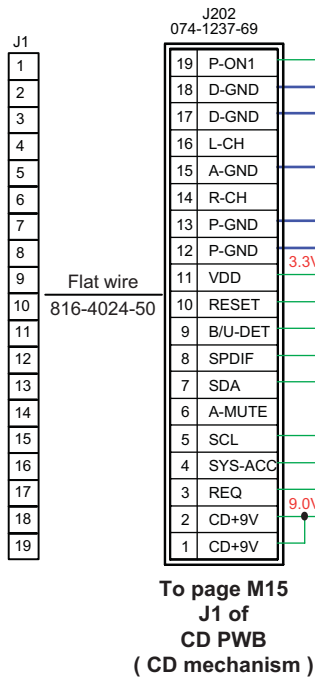 J1
1
2
3
4
5
6
7
8
9
10
11
12
13
14
15
16
17
18
19
Flat wire
816-4024-50
J202
074-1237-69
19 P-ON1
18 D-GND
17 D-GND
16 L-CH
15 A-GND
14 R-CH
13 P-GND
12 P-GND
3.3V
11 VDD
10 RESET
9 B/U-DET
8 SPDIF
7 SDA
6 A-MUTE
5 SCL
4 SYS-ACC
3 REQ
9.0V
2 CD+9V
1 CD+9V
To page M15
J1 of
CD PWB
( CD mechanism )